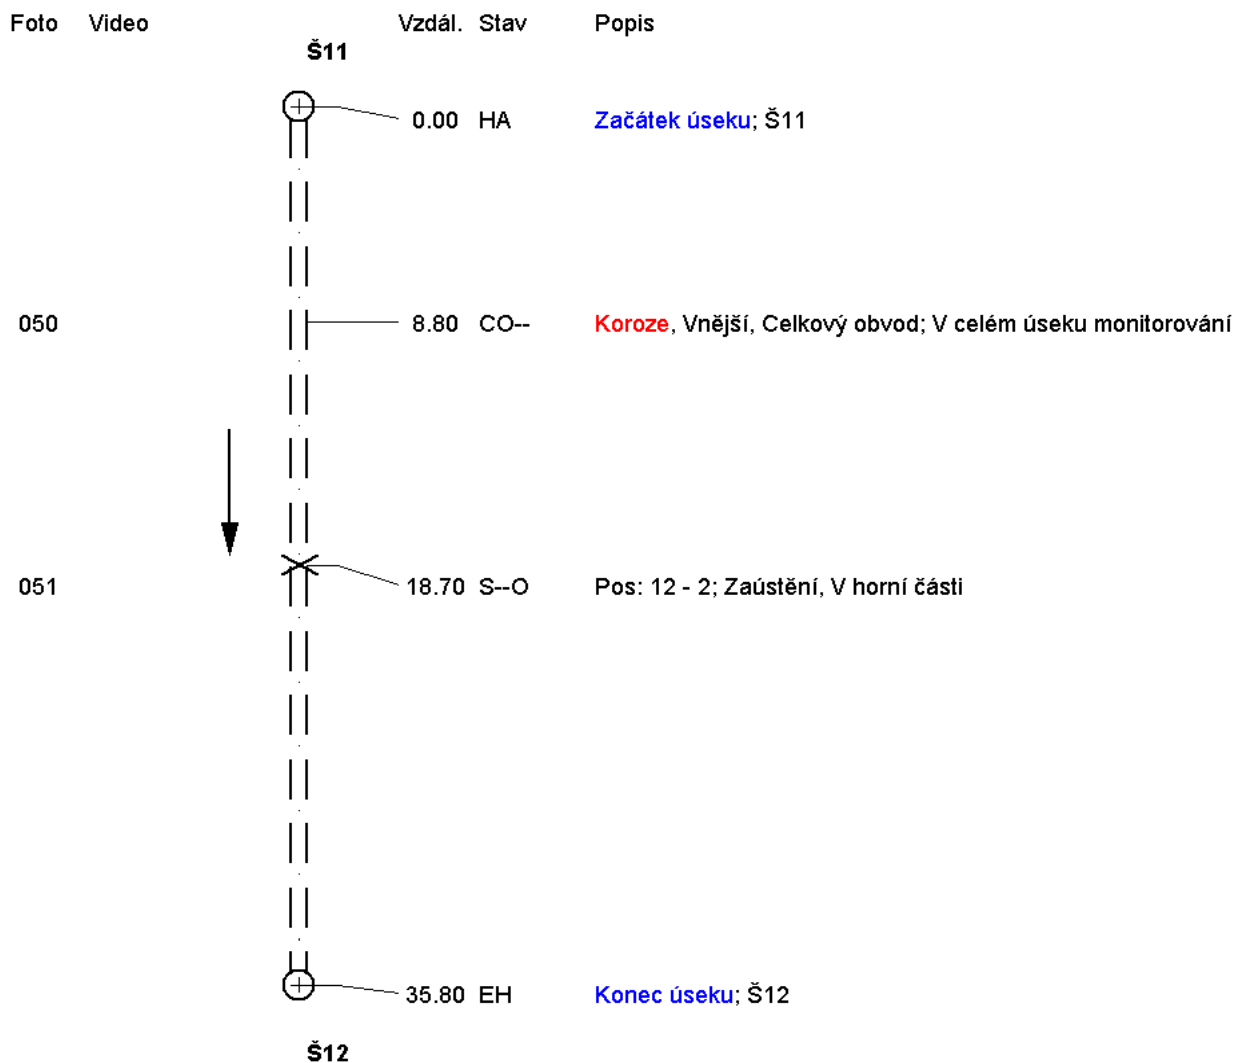 Foto Video Vzdál. Stav Popis
Š11
0.00 HA Začátek úseku; Š11
050 8.80 CO-- Koroze, Vnější, Celkový obvod; V celém úseku monitorování
051 18.70 S--O Pos: 12 - 2; Zaústění, V horní části
35.80 EH Konec úseku; Š12
Š12